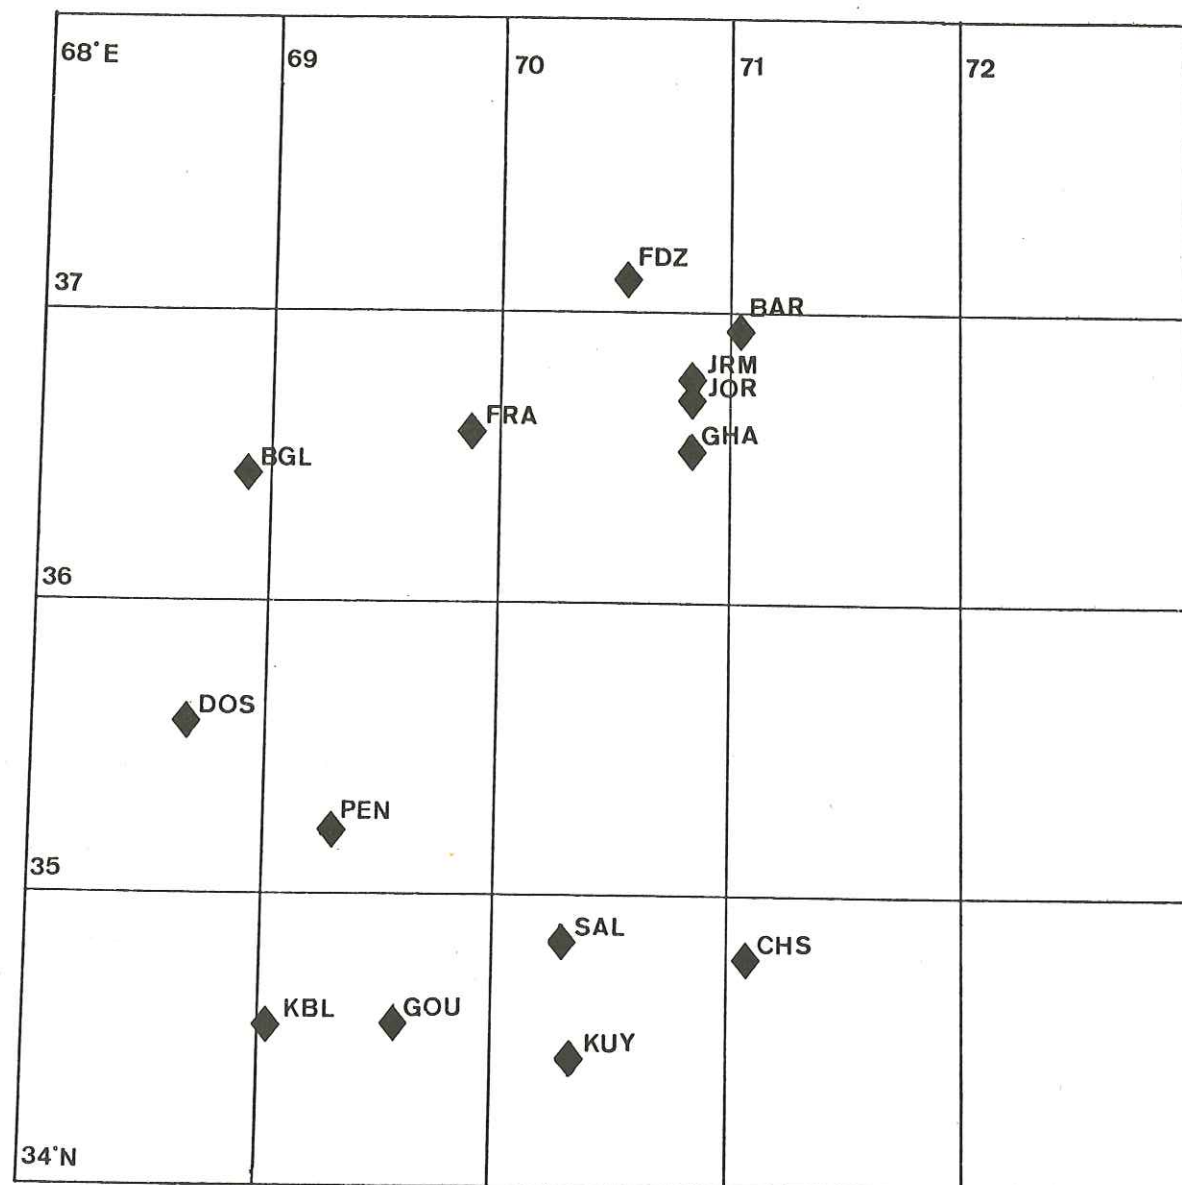 68°E
69
70
71
72
FDZ
37
BAR
JRM
JOR
FRA
GHA
BGL
36
DOS
PEN
35
SAL
CHS
KBL
GOU
KUY
34°N